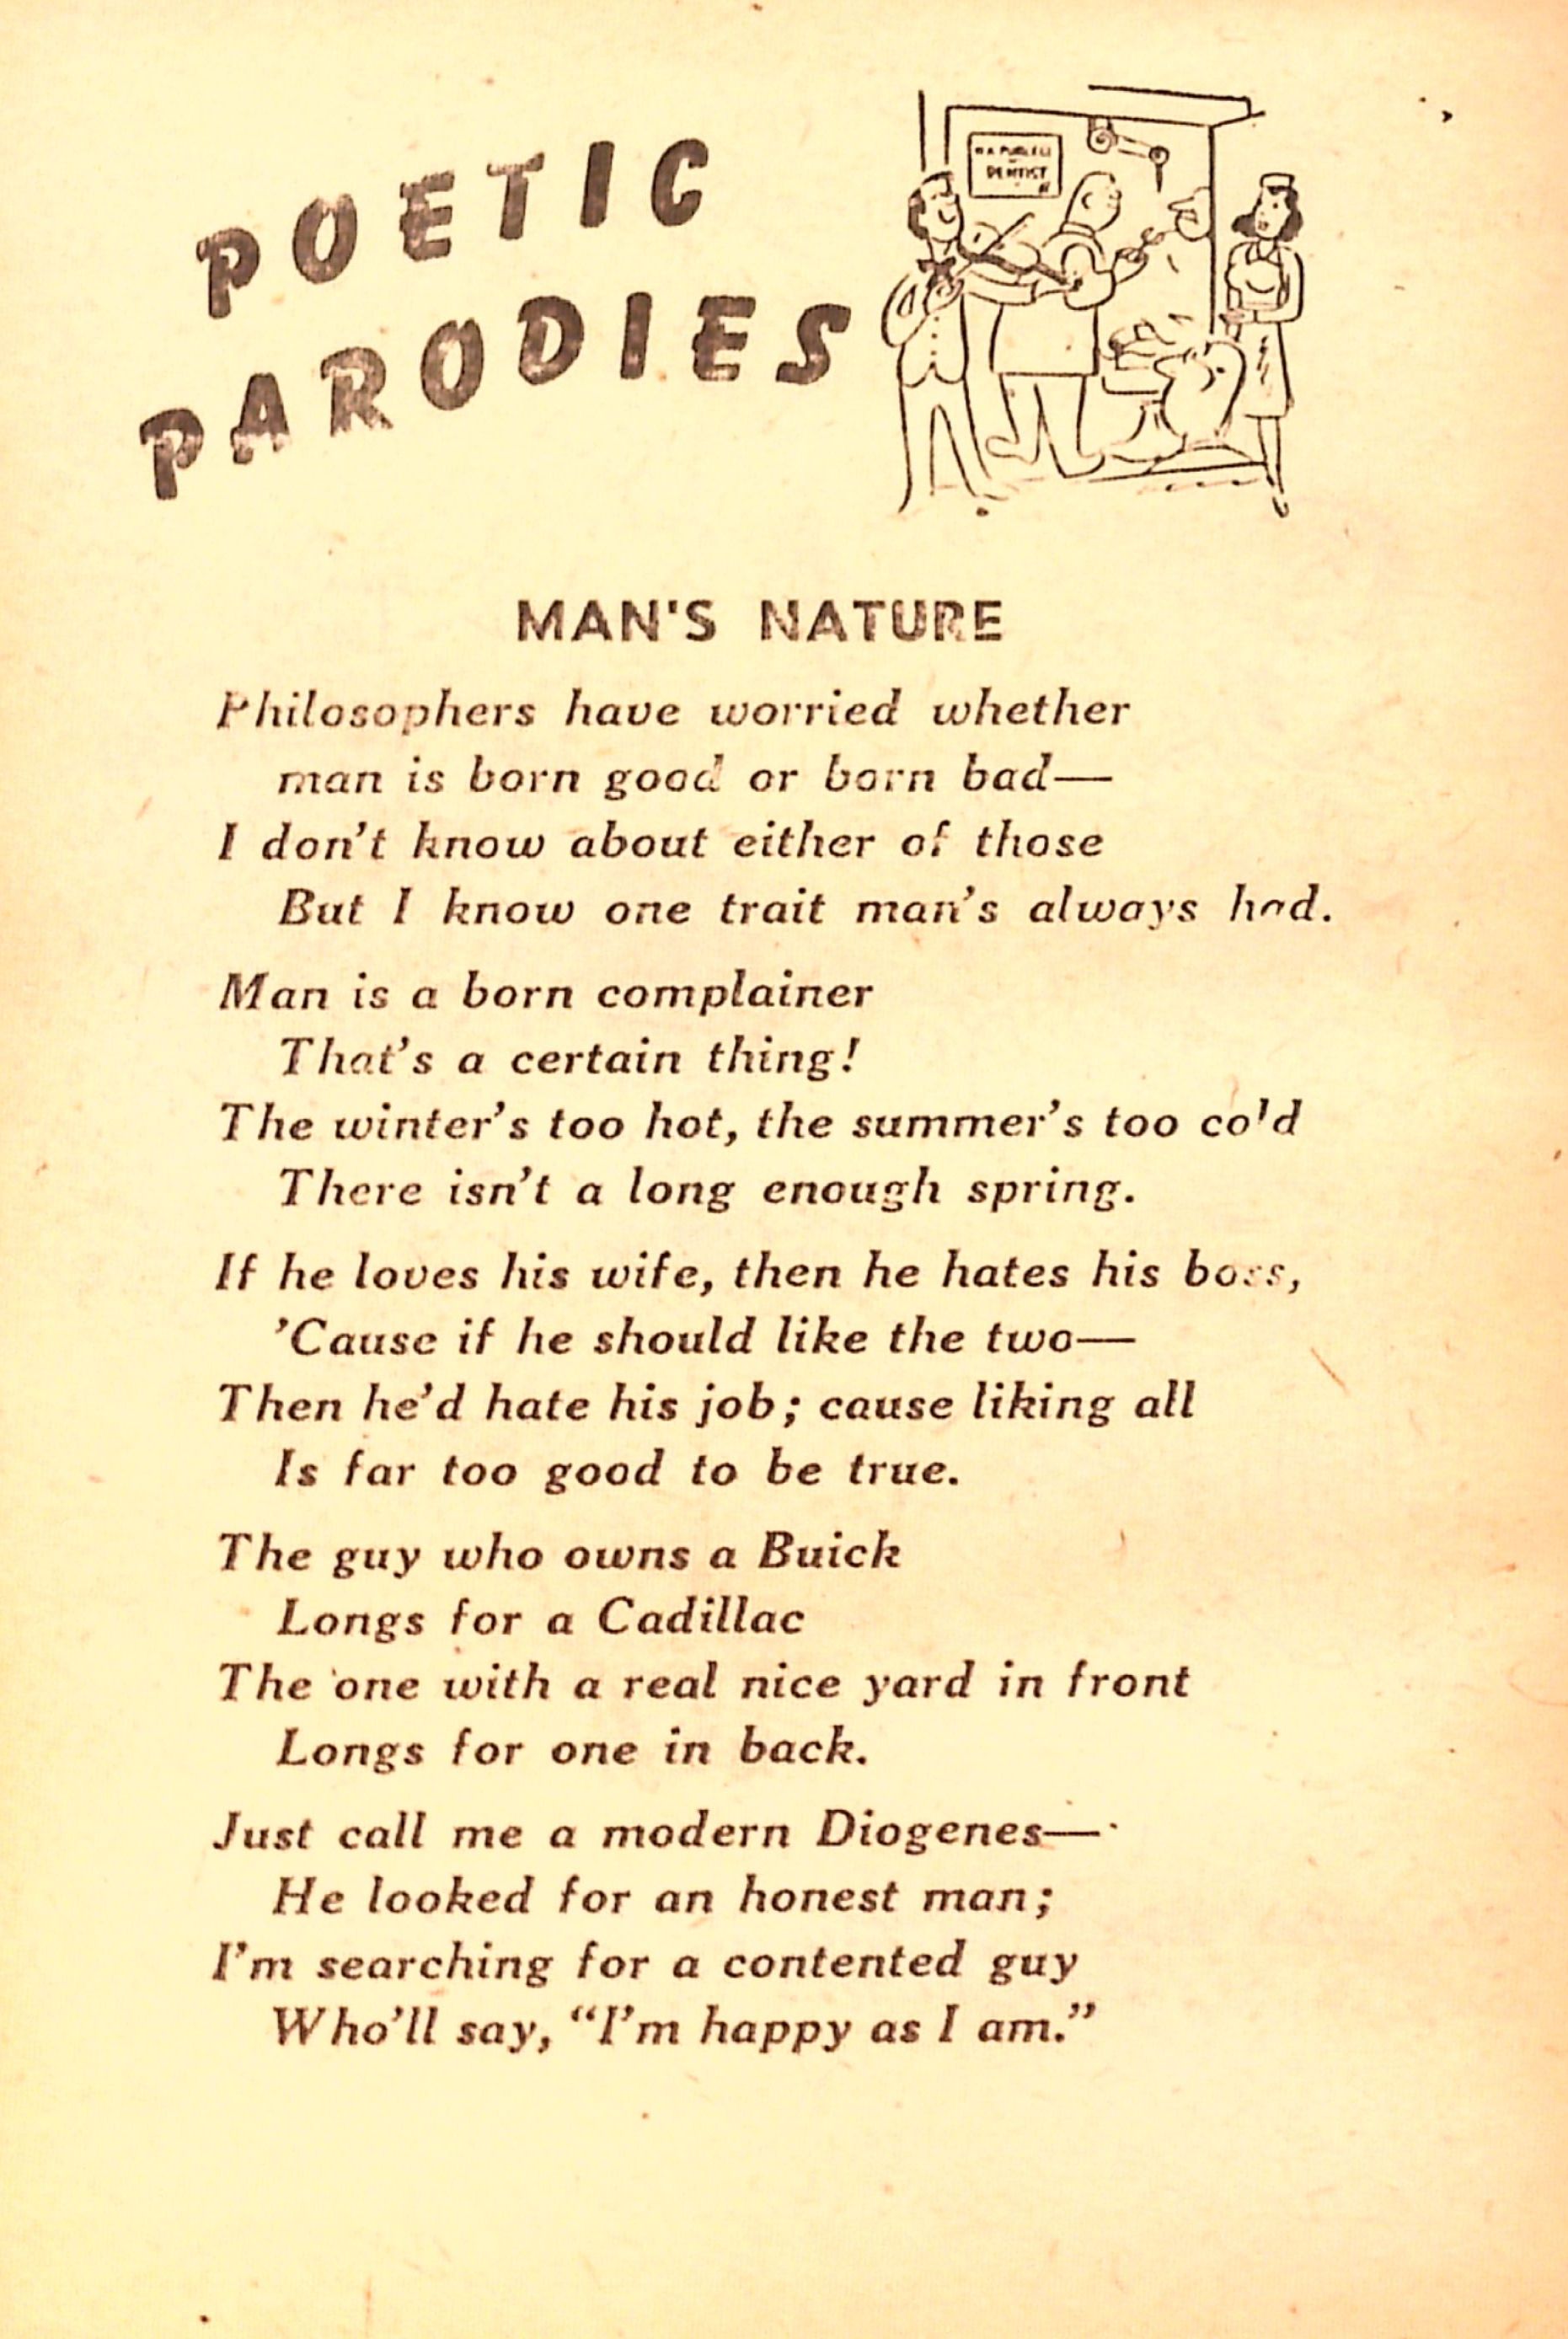 POETIC
PARODIES
DENTIST
MAN'S NATURE
Philosophers have worried whether
man is born good or born bad—
I don't know about either of those
But I know one trait man's always had.
Man is a born complainer
That's a certain thing!
The winter's too hot, the summer's too cold
There isn't a long enough spring.
If he loves his wife, then he hates his boss,
'Cause if he should like the two—
Then he'd hate his job; cause liking all
Is far too good to be true.
The guy who owns a Buick
Longs for a Cadillac
The one with a real nice yard in front
Longs for one in back.
Just call me a modern Diogenes—
He looked for an honest man;
I'm searching for a contented guy
Who'll say, “I'm happy as I am.”